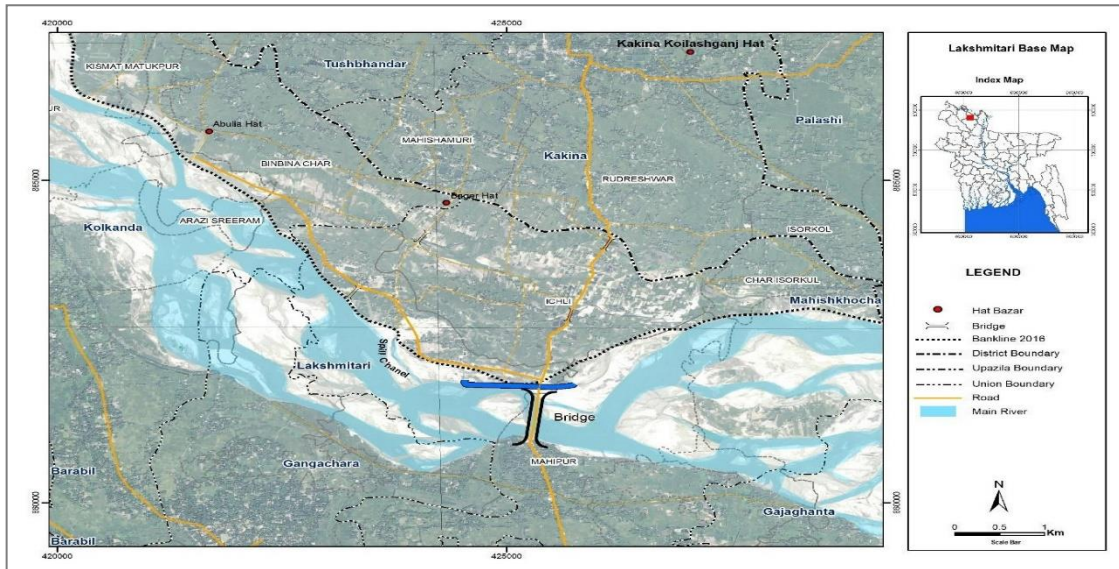 420000
425000
Kakina Koilashganj Hat
KISMAT MATUKPUR
Tushbhandar
Palashi
Abulia Hat
MAHISHAMURI
Kakina
BINBINA CHAR
RUDRESHWAR
885000
885000
ARAZI SREERAM
Kolkanda
ISORKOL
CHAR ISORKUL
ICHLI
Mahishkhocha
Spill Chanel
Lakshmitari
Bridge
MAHIPUR
Gangachara
Barabil
Gajaghanta
Barabil
420000
425000
Lakshmitari Base Map
Index Map
LEGEND
Hat Bazar
Bridge
Bankline 2016
District Boundary
Upazila Boundary
Union Boundary
Road
Main River
N
0 0.5 1
Km
Scale Bar